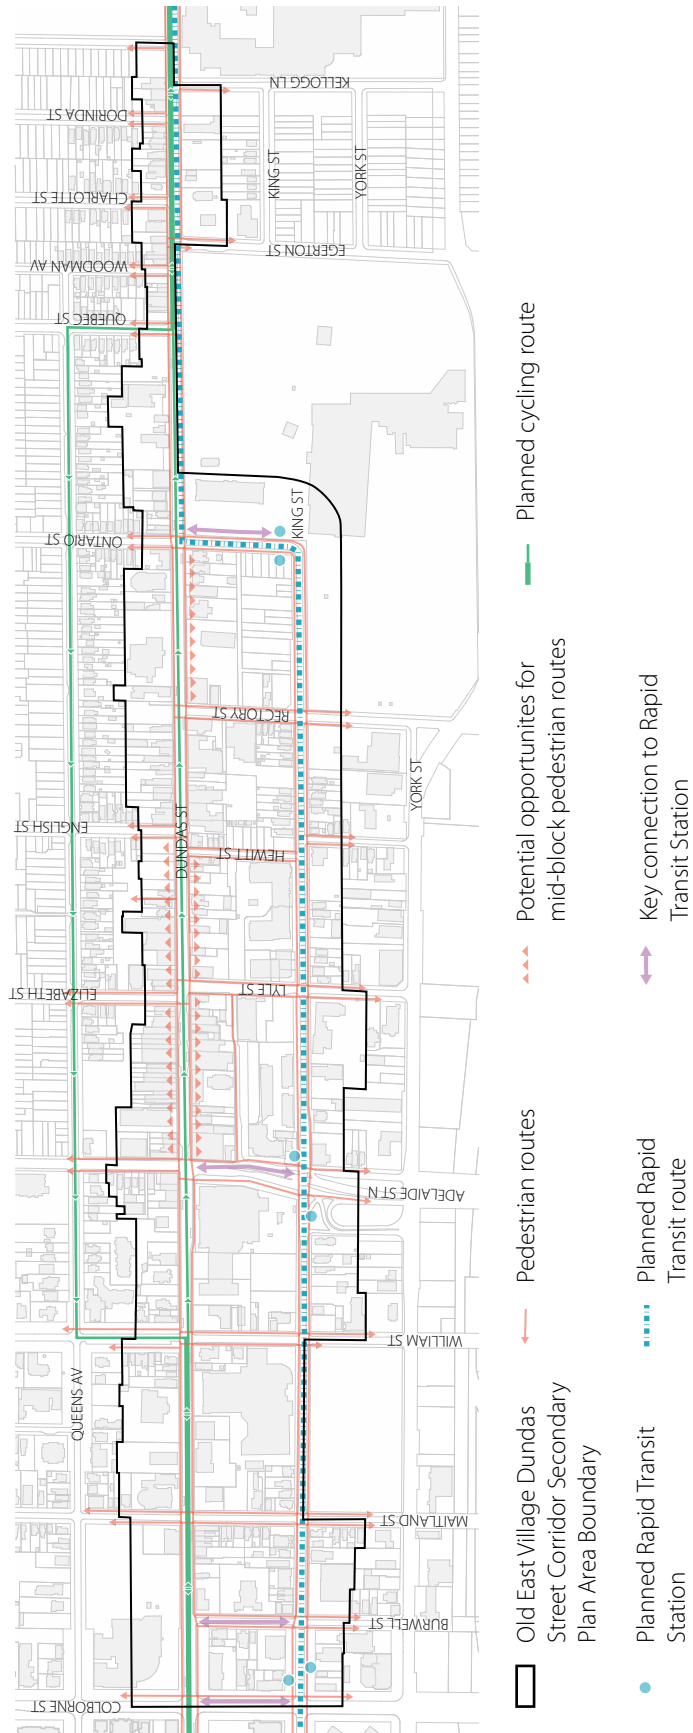 KELLOGG LN
DORINDA ST
KING ST
YORK ST
CHARLOTTE ST
EGERTON ST
WOODMAN AV
QUEBEC ST
KING ST
ONTARIO ST
RECTORY ST
YORK ST
ENGLISH ST
DUNDAS ST
HEWITT ST
ELIZABETH ST
LYLE ST
ADELAIDE ST N
WILLIAM ST
QUEENS AV
MAITLAND ST
BURWELL ST
COLBORNE ST
Old East Village Dundas
Street Corridor Secondary
Plan Area Boundary
Pedestrian routes
Potential opportunites for
mid-block pedestrian routes
Planned cycling route
Planned Rapid Transit
Station
Planned Rapid
Transit route
Key connection to Rapid
Transit Station